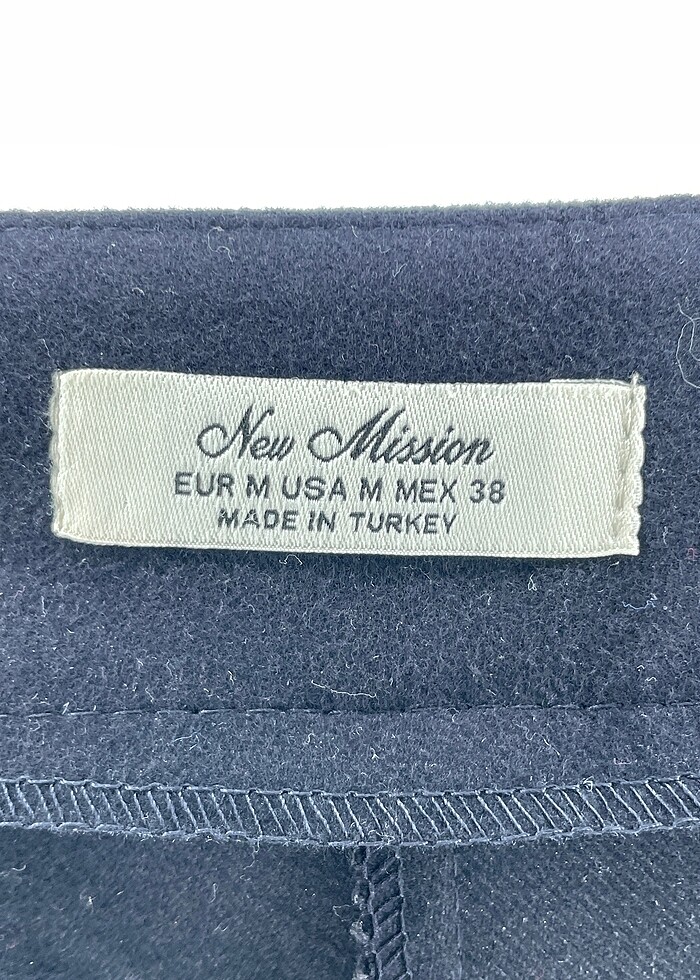 New Mission
EUR M USA M MEX 38
MADE IN TURKEY